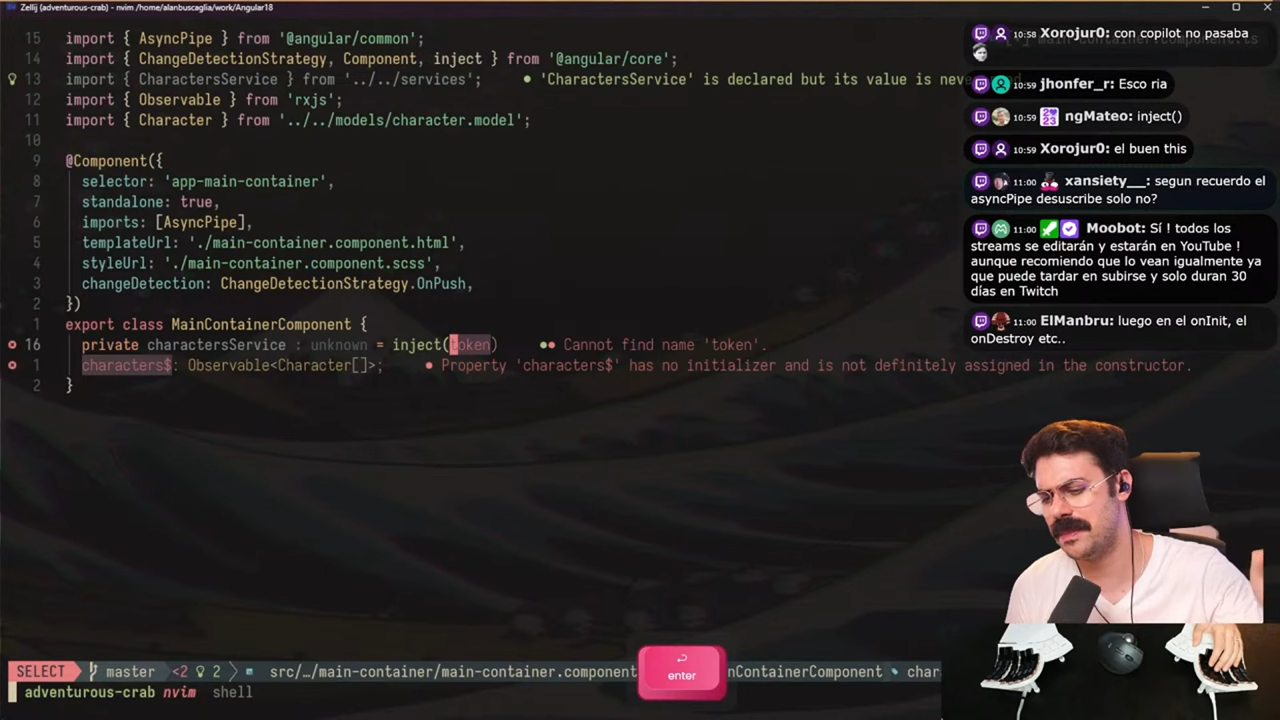 Zellij (adventurous-crab) - nvim /home/alanbuscaglia/work/Angular18
15 import { AsyncPipe } from '@angular/common';
14 import { ChangeDetectionStrategy, Component, inject } from '@angular/core';
13 import { CharactersService } from '../../services'; 'CharactersService' is declared but its value is nev
12 import { Observable } from 'rxjs';
11 import { Character } from '../../models/character.model';
10
9 @Component({
8 selector: 'app-main-container',
7 standalone: true,
6 imports: [AsyncPipe],
5 templateUrl: './main-container.component.html',
4 styleUrl: './main-container.component.scss',
3 changeDetection: ChangeDetectionStrategy.OnPush,
2 })
1 export class MainContainerComponent {
16 private charactersService : unknown = inject(token) Cannot find name 'token'.
1 characters$: Observable<Character[]>; Property 'characters$' has no initializer and is not definitely assigned in the constructor.
2 }
10:58 Xorojur0: con copilot no pasaba
10:59 jhonfer_r: Esco ria
10:59 2023 ngMateo: inject()
10:59 Xorojur0: el buen this
11:00 xansiety__: segun recuerdo el
asyncPipe desuscribe solo no?
11:00 Moobot: Sí ! todos los
streams se editarán y estarán en YouTube !
aunque recomiendo que lo vean igualmente ya
que puede tardar en subirse y solo duran 30
días en Twitch
11:00 ElManbru: luego en el onInit, el
onDestroy etc..
SELECT master <2 2 src/…/main-container/main-container.component nContainerComponent char
enter
adventurous-crab nvim shell